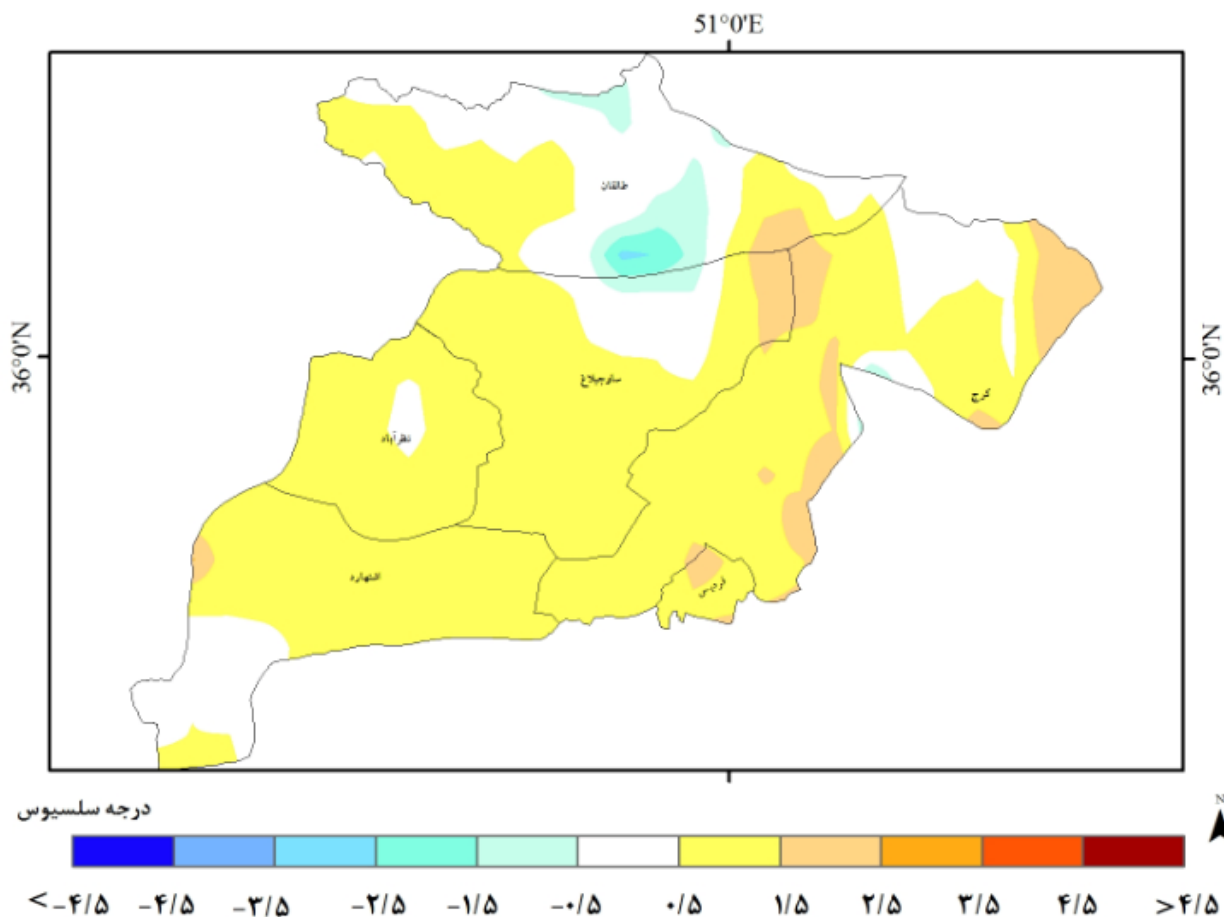 51°0'E
طالقان
36°0'N
36°0'N
ساوجبلاغ
کرج
نظرآباد
اشتهارد
فردیس
درجه سلسیوس
N
< -۴/۵ -۴/۵ -۳/۵ -۲/۵ -۱/۵ -۰/۵ ۰/۵ ۱/۵ ۲/۵ ۳/۵ ۴/۵ >۴/۵